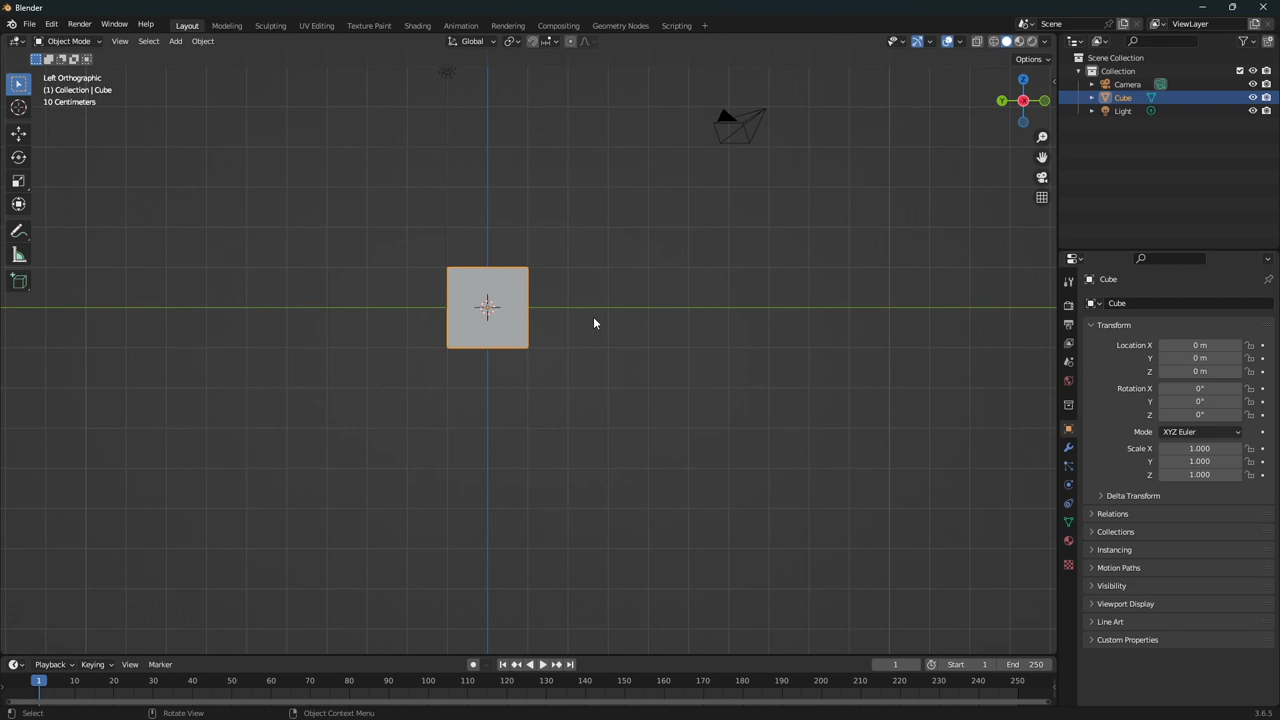 Blender
File Edit Render Window Help Layout Modeling Sculpting UV Editing Texture Paint Shading Animation Rendering Compositing Geometry Nodes Scripting + Scene ViewLayer
Object Mode View Select Add Object Global
Options
Left Orthographic
(1) Collection | Cube
10 Centimeters
Z
Y
X
Scene Collection
Collection
Camera
Cube
Light
Cube
Cube
Transform
Location X 0 m
Y 0 m
Z 0 m
Rotation X 0°
Y 0°
Z 0°
Mode XYZ Euler
Scale X 1.000
Y 1.000
Z 1.000
Delta Transform
Relations
Collections
Instancing
Motion Paths
Visibility
Viewport Display
Line Art
Custom Properties
Playback Keying View Marker 1 Start 1 End 250
1 10 20 30 40 50 60 70 80 90 100 110 120 130 140 150 160 170 180 190 200 210 220 230 240 250
Select Rotate View Object Context Menu 3.6.5